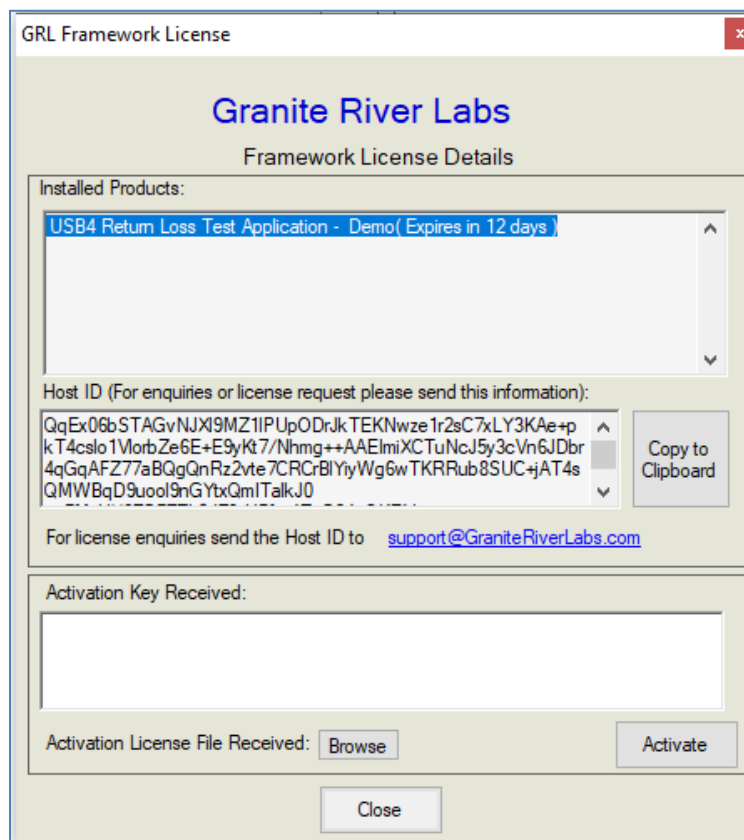 GRL Framework License
x
Granite River Labs
Framework License Details
Installed Products:
USB4 Return Loss Test Application - Demo( Expires in 12 days )
Host ID (For enquiries or license request please send this information):
QqEx06bSTAGvNJXI9MZ1IPUpODrJkTEKNwze1r2sC7xLY3KAe+p
kT4cslo1VlorbZe6E+E9yKt7/Nhmg++AAElmiXCTuNcJ5y3cVn6JDbr
4qGqAFZ77aBQgQnRz2vte7CRCrBlYiyWg6wTKRRub8SUC+jAT4s
QMWBqD9uool9nGYtxQmITalkJ0
Copy to
Clipboard
For license enquiries send the Host ID to support@GraniteRiverLabs.com
Activation Key Received:
Activation License File Received:
Browse
Activate
Close